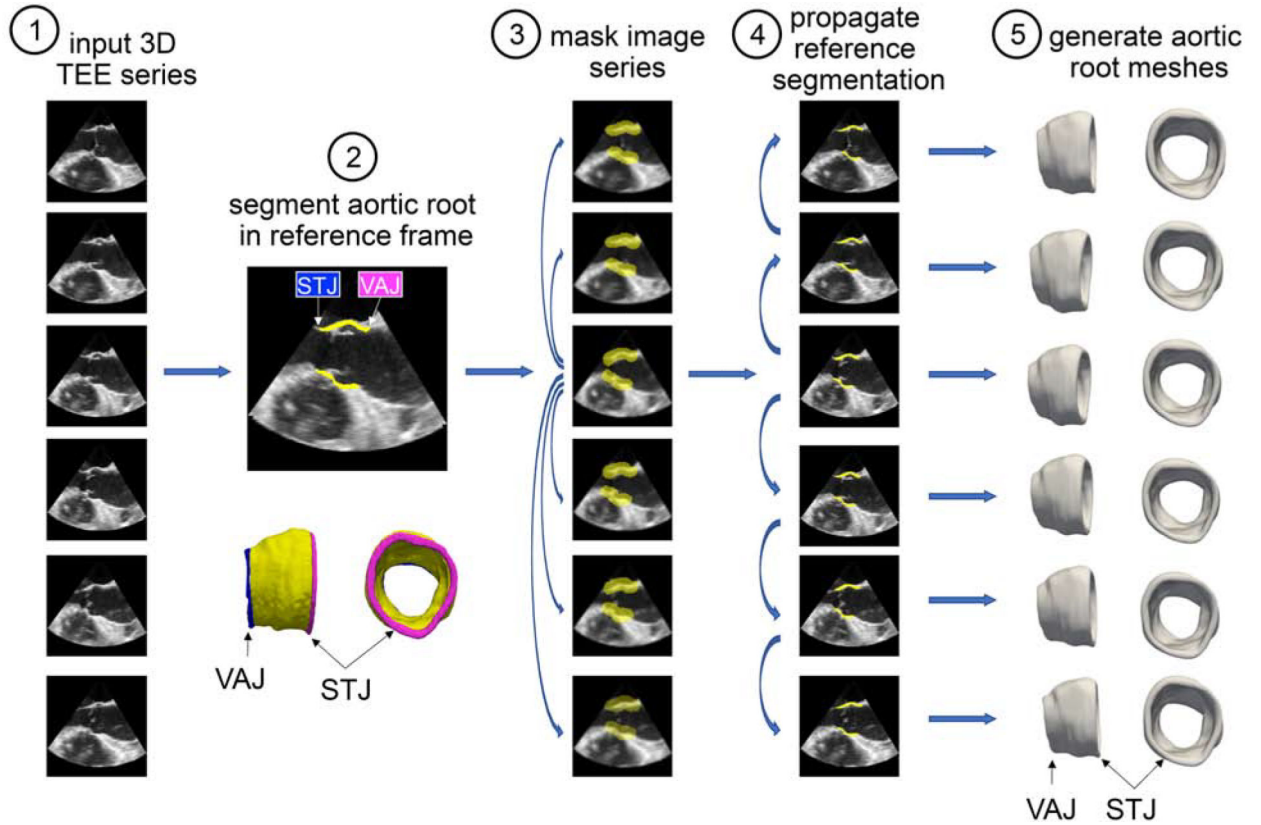 1 input 3D
TEE series
2
segment aortic root
in reference frame
STJ VAJ
VAJ
STJ
3 mask image
series
4 propagate
reference
segmentation
5 generate aortic
root meshes
VAJ STJ